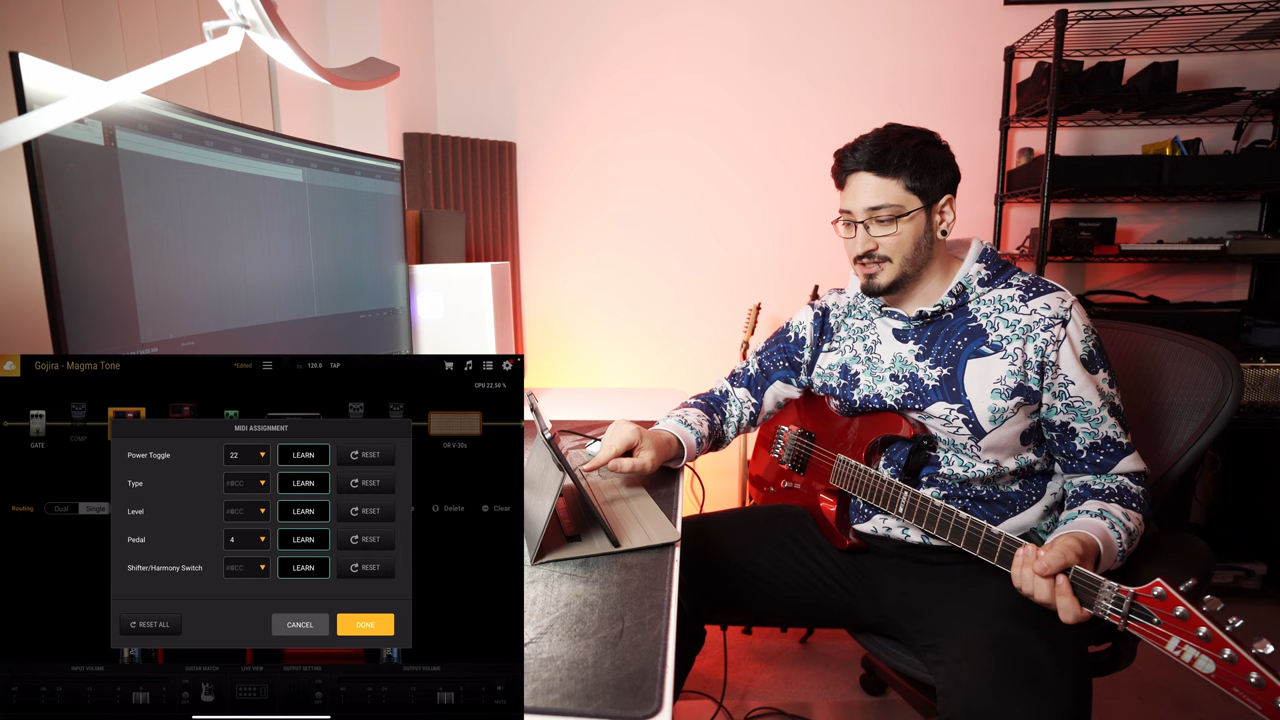 Gojira - Magma Tone
*Edited
120.0 TAP
CPU 22.50 %
GATE
COMP
OR V-30s
MIDI ASSIGNMENT
Power Toggle 22 LEARN RESET
Type #@CC LEARN RESET
Level #@CC LEARN RESET
Pedal 4 LEARN RESET
Shifter/Harmony Switch #@CC LEARN RESET
Routing Dual Single
Delete Clear
RESET ALL CANCEL DONE
INPUT VOLUME GUITAR MATCH LIVE VIEW OUTPUT SETTING OUTPUT VOLUME
MUTE
LTD